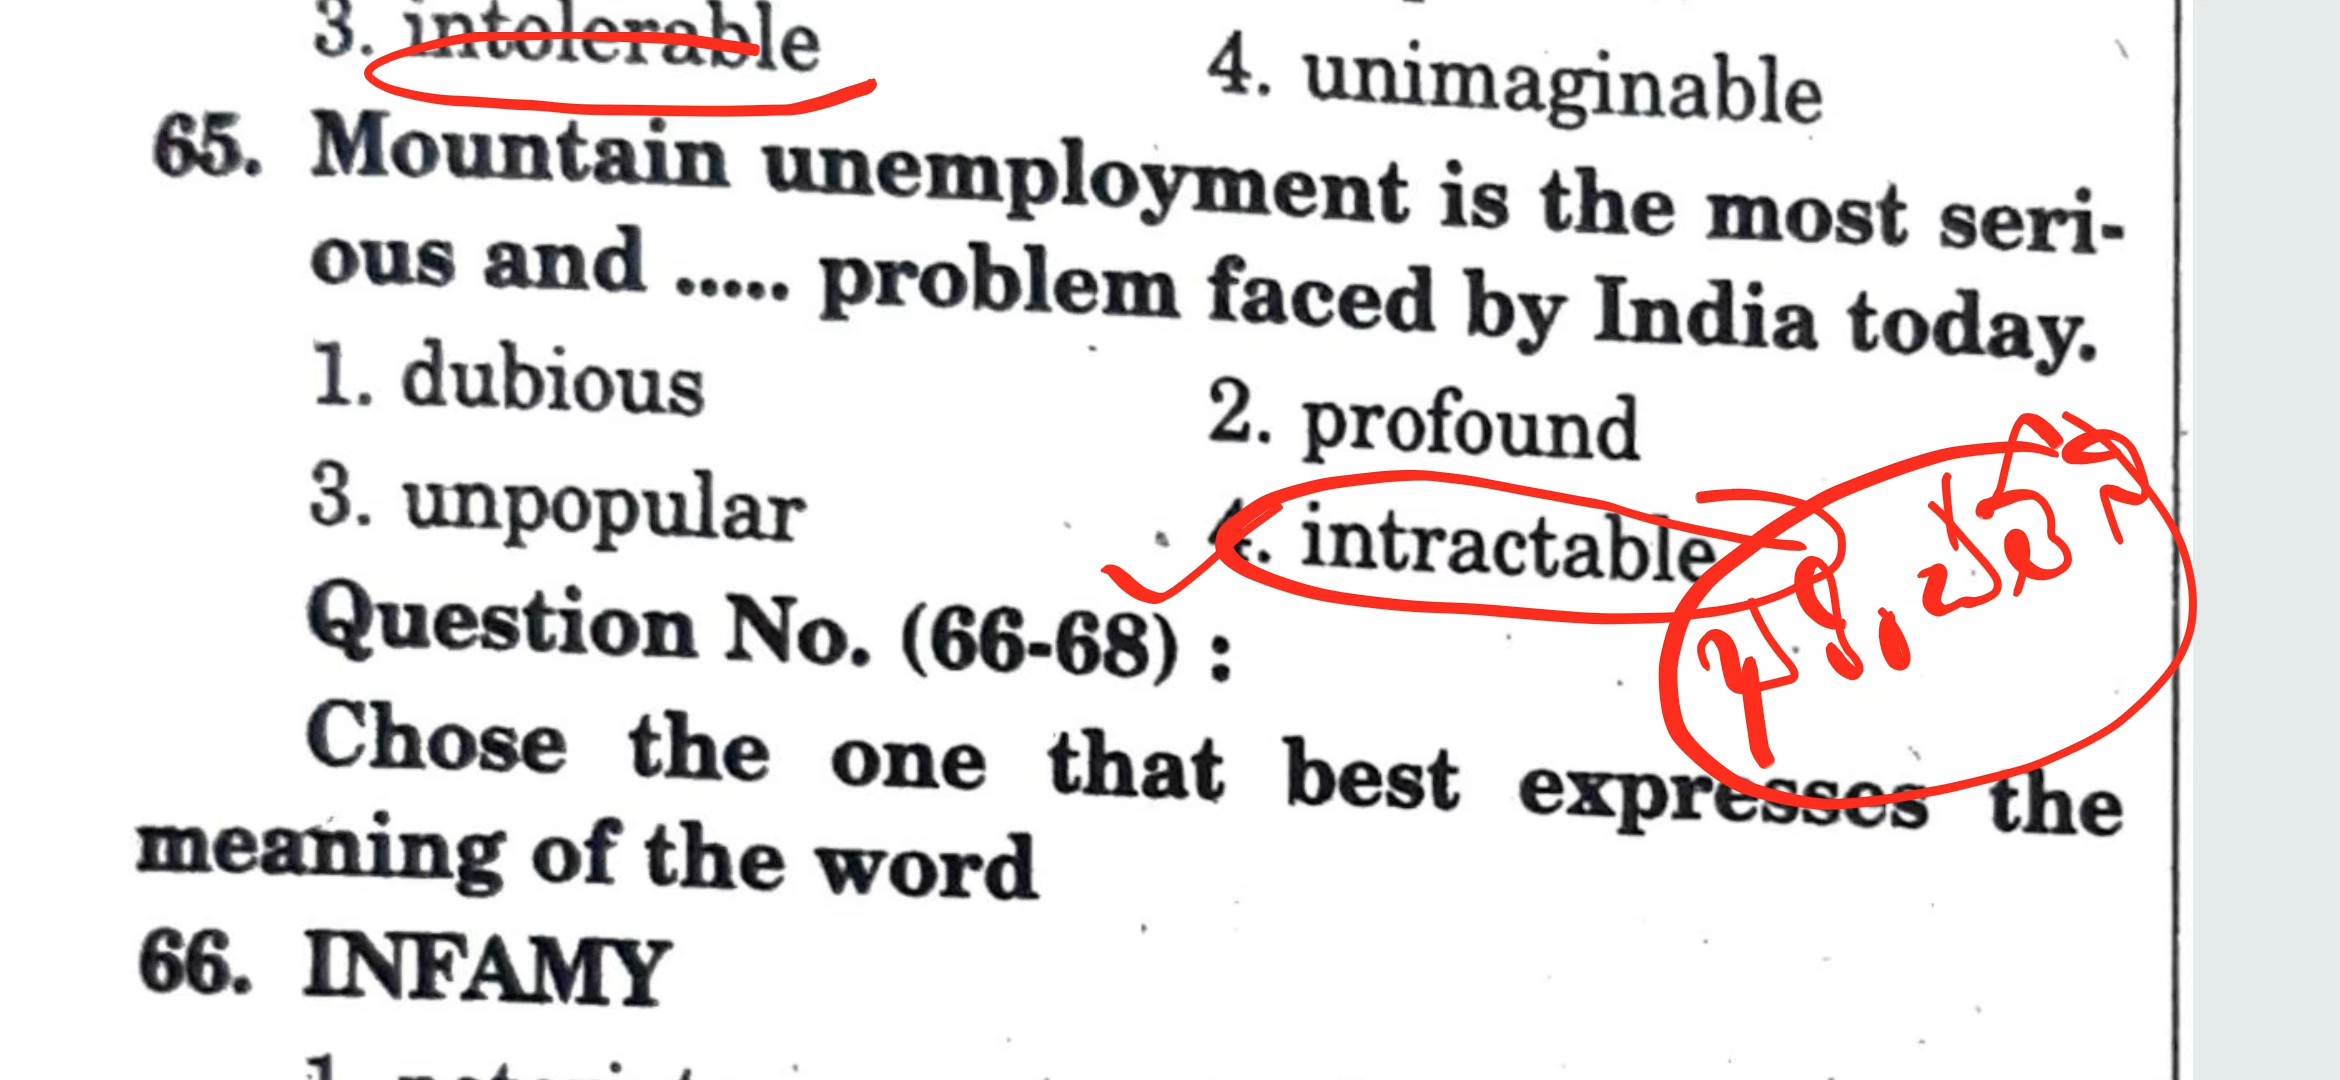 3. intolerable
4. unimaginable
65. Mountain unemployment is the most seri-
ous and ..... problem faced by India today.
1. dubious
2. profound
3. unpopular
4. intractable
Question No. (66-68) :
Chose the one that best expresses the
meaning of the word
66. INFAMY